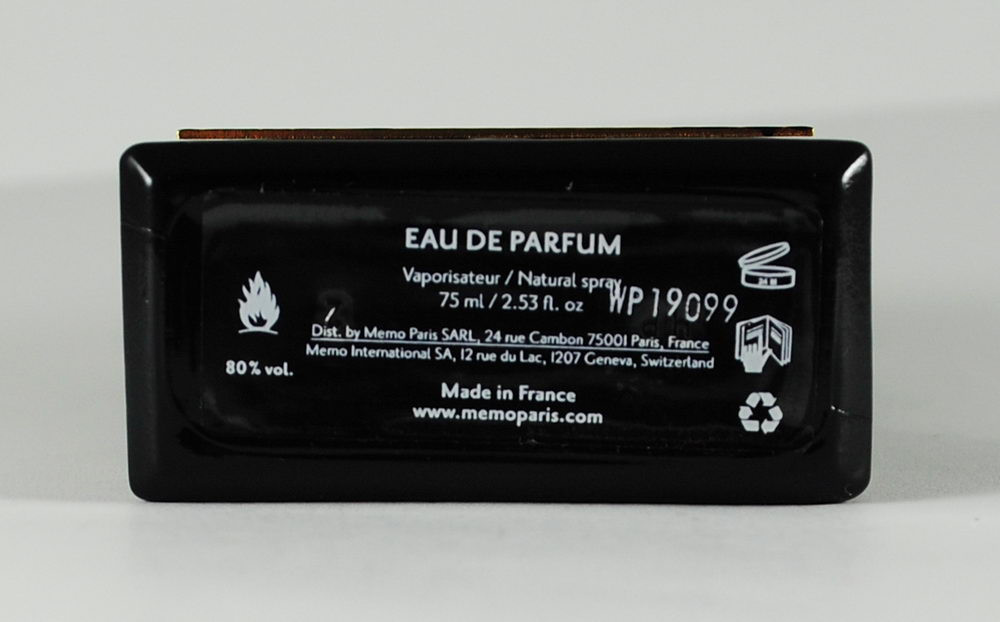 EAU DE PARFUM
Vaporisateur / Natural spray
75 ml / 2.53 fl. oz
WP19099
24 M
Dist. by Memo Paris SARL, 24 rue Cambon 75001 Paris, France
Memo International SA, 12 rue du Lac, 1207 Geneva, Switzerland
80% vol.
Made in France
www.memoparis.com